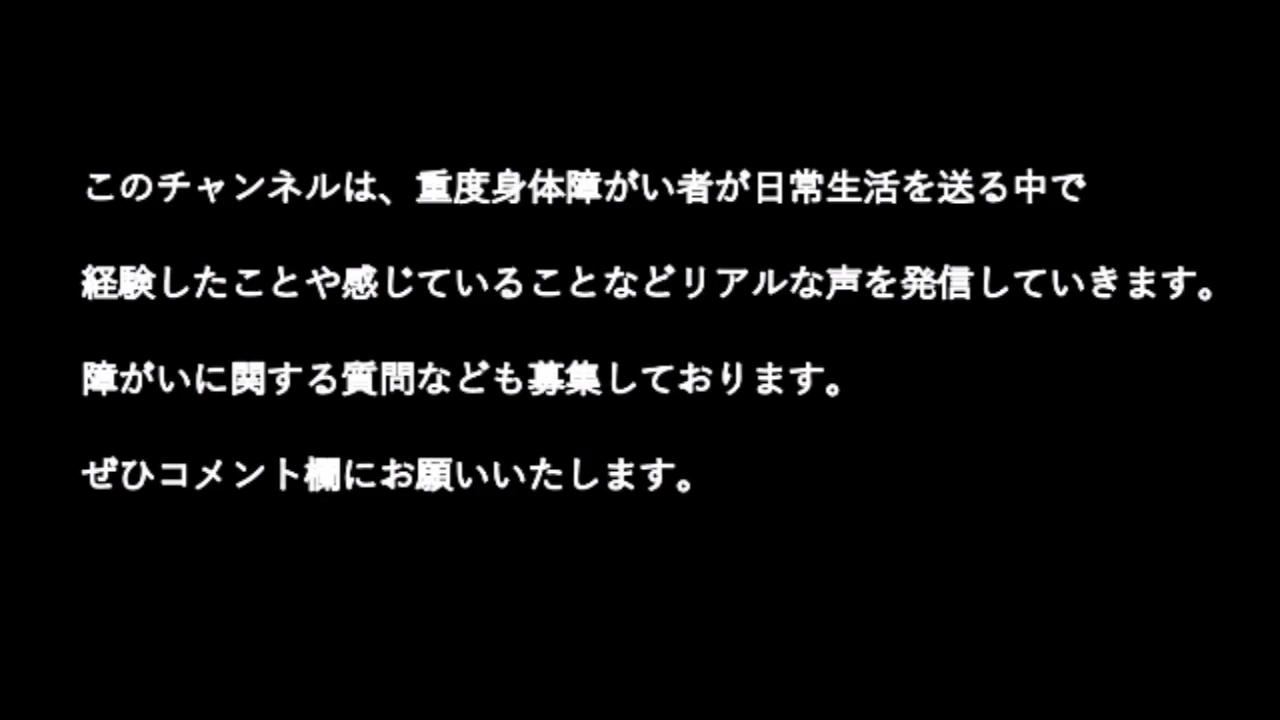 このチャンネルは、重度身体障がい者が日常生活を送る中で
経験したことや感じていることなどリアルな声を発信していきます。
障がいに関する質問なども募集しております。
ぜひコメント欄にお願いいたします。